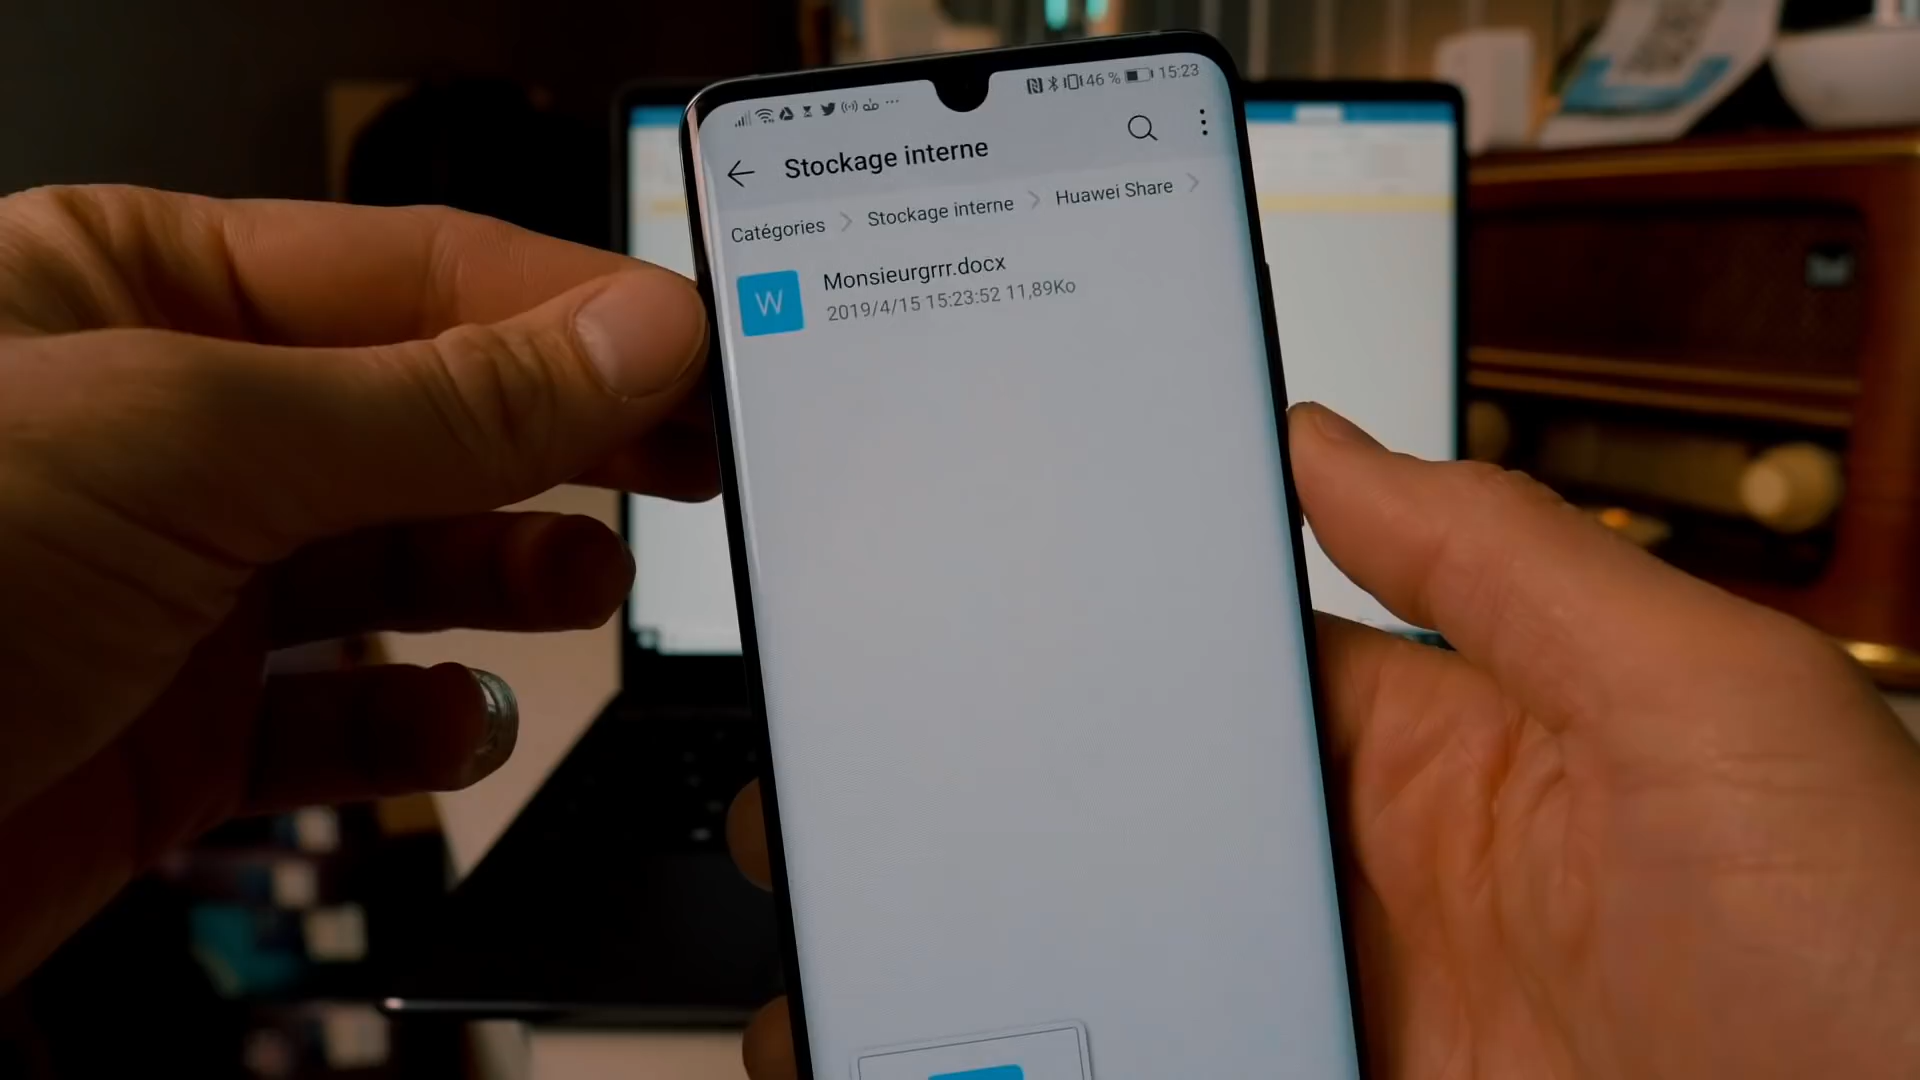 46 % 15:23
Stockage interne
Catégories Stockage interne Huawei Share
W
Monsieurgrrr.docx
2019/4/15 15:23:52 11,89Ko